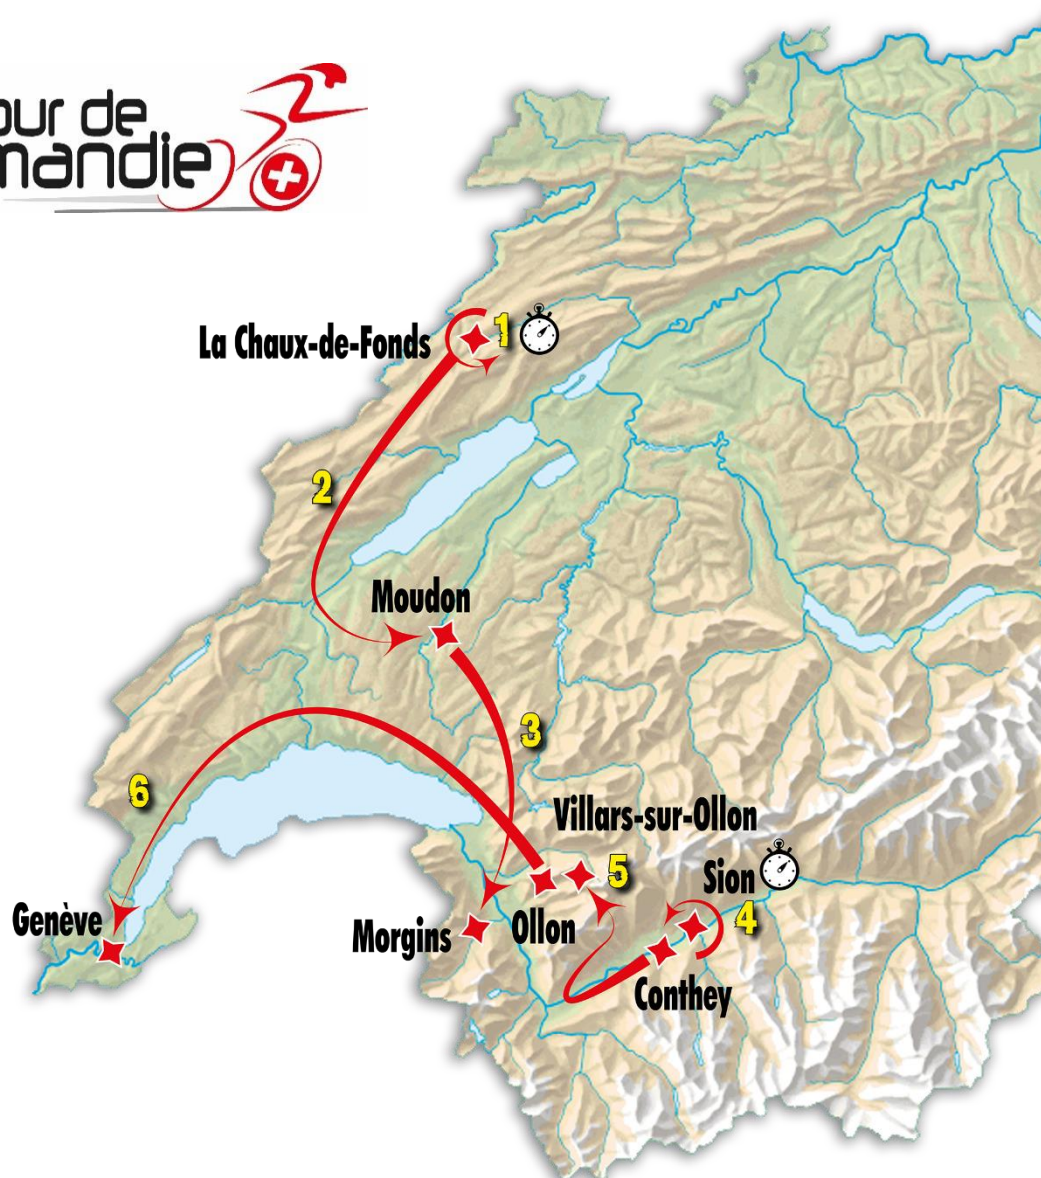 our de
mandie
La Chaux-de-Fonds
1
2
Moudon
3
6
Villars-sur-Ollon
5
Sion
4
Genève
Morgins
Ollon
Conthey